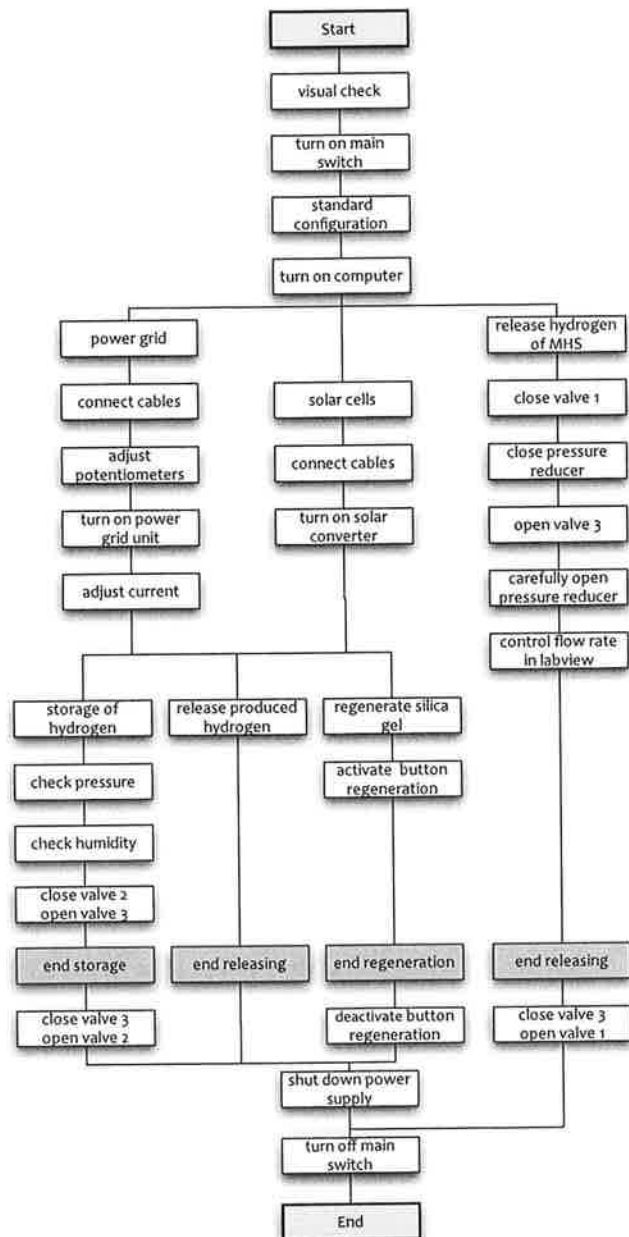 Start
visual check
turn on main
switch
standard
configuration
turn on computer
power grid
connect cables
adjust
potentiometers
turn on power
grid unit
adjust current
solar cells
connect cables
turn on solar
converter
release hydrogen
of MHS
close valve 1
close pressure
reducer
open valve 3
carefully open
pressure reducer
control flow rate
in labview
storage of
hydrogen
check pressure
check humidity
close valve 2
open valve 3
end storage
close valve 3
open valve 2
release produced
hydrogen
end releasing
regenerate silica
gel
activate button
regeneration
end regeneration
deactivate button
regeneration
end releasing
close valve 3
open valve 1
shut down power
supply
turn off main
switch
End